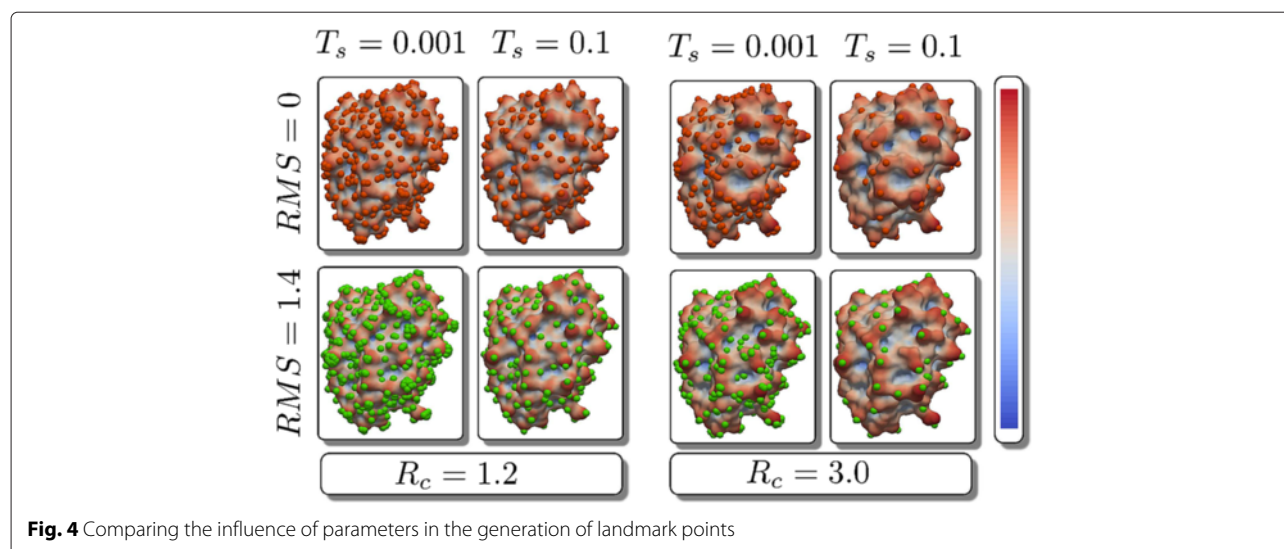 T_s = 0.001 T_s = 0.1 T_s = 0.001 T_s = 0.1
RMS = 0
RMS = 1.4
R_c = 1.2 R_c = 3.0
Fig. 4 Comparing the influence of parameters in the generation of landmark points